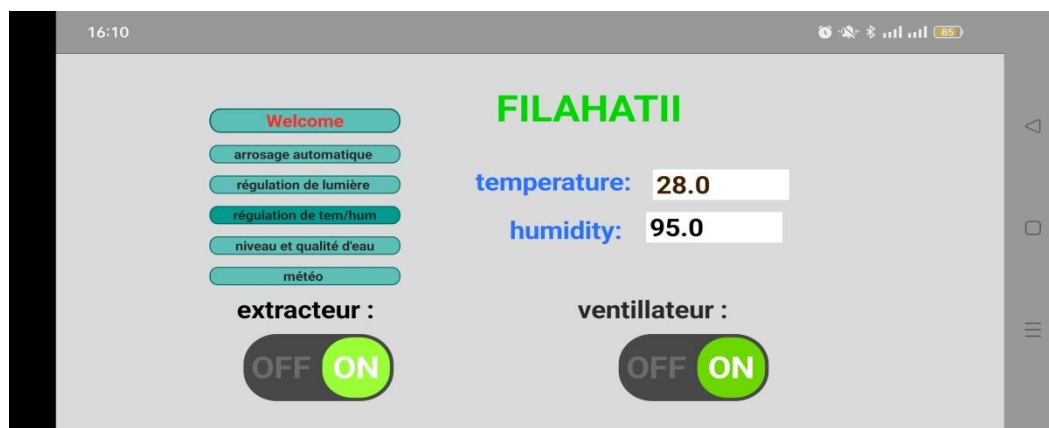 16:10
85
FILAHATII
Welcome
arrosage automatique
régulation de lumière
régulation de tem/hum
niveau et qualité d'eau
météo
temperature: 28.0
humidity: 95.0
extracteur :
OFF ON
ventillateur :
OFF ON